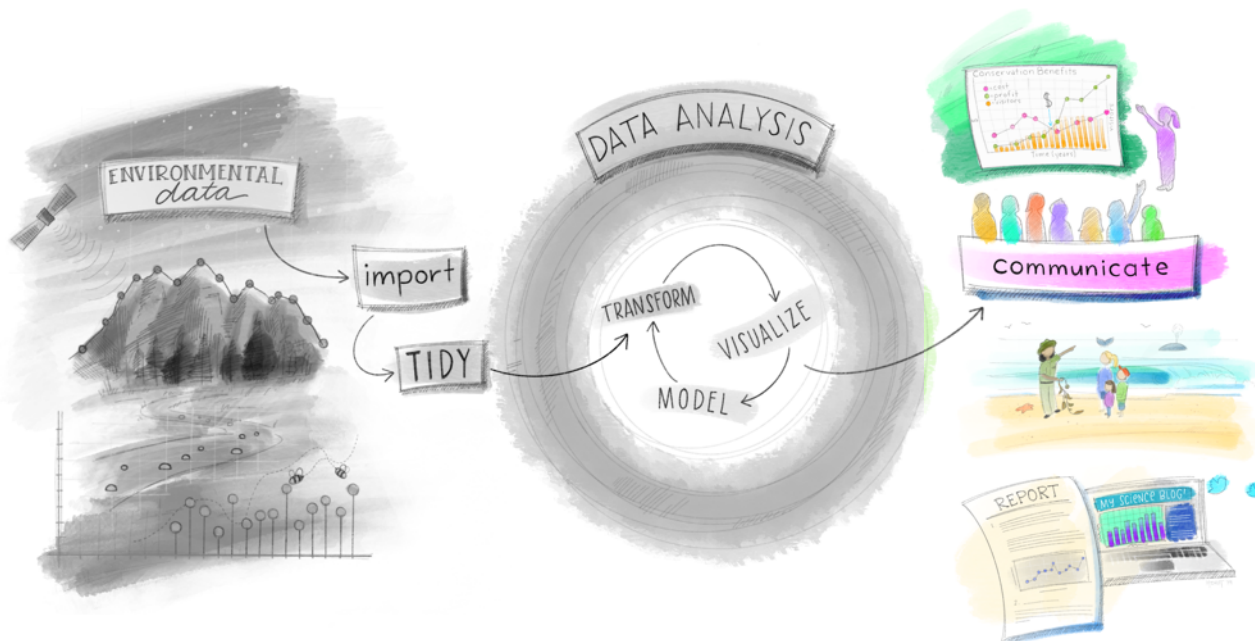 ENVIRONMENTAL
data
import
TIDY
DATA ANALYSIS
TRANSFORM
VISUALIZE
MODEL
Conservation Benefits
cost
profit
visitors
$
Time (years)
communicate
REPORT
MY SCIENCE BLOG!